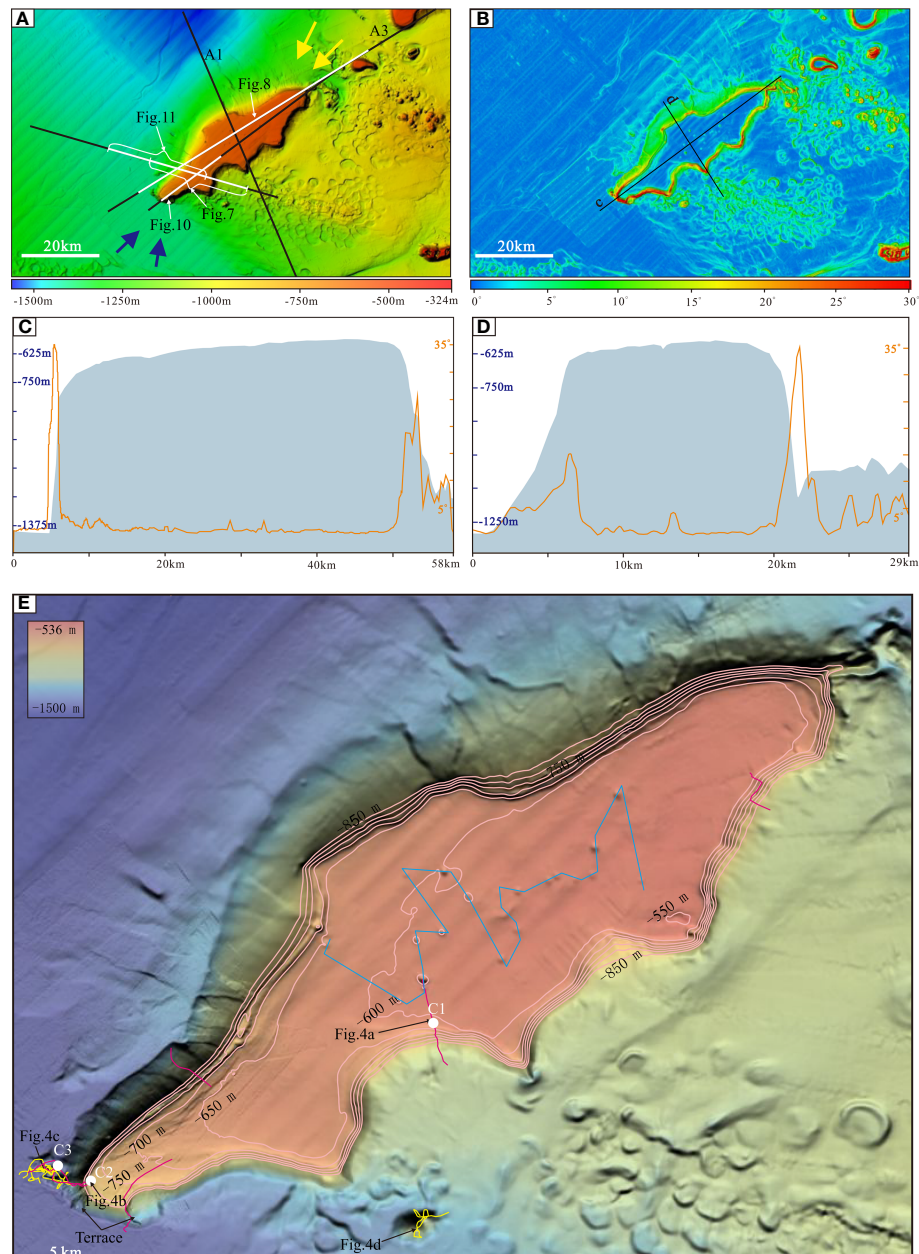 A
A1
A3
Fig.8
Fig.11
Fig.7
Fig.10
20km
-1500m
-1250m
-1000m
-750m
-500m
-324m
B
d
c
20km
0°
5°
10°
15°
20°
25°
30°
C
--625m
--750m
--1375m
35°
5°
0
20km
40km
58km
D
--625m
--750m
--1250m
35°
5°
0
10km
20km
29km
E
-536 m
-1500 m
-750 m
-850 m
-550 m
-850 m
-600 m
C1
Fig.4a
-650 m
-700 m
Fig.4c
C3
C2
-750 m
Fig.4b
Terrace
Fig.4d
5 km